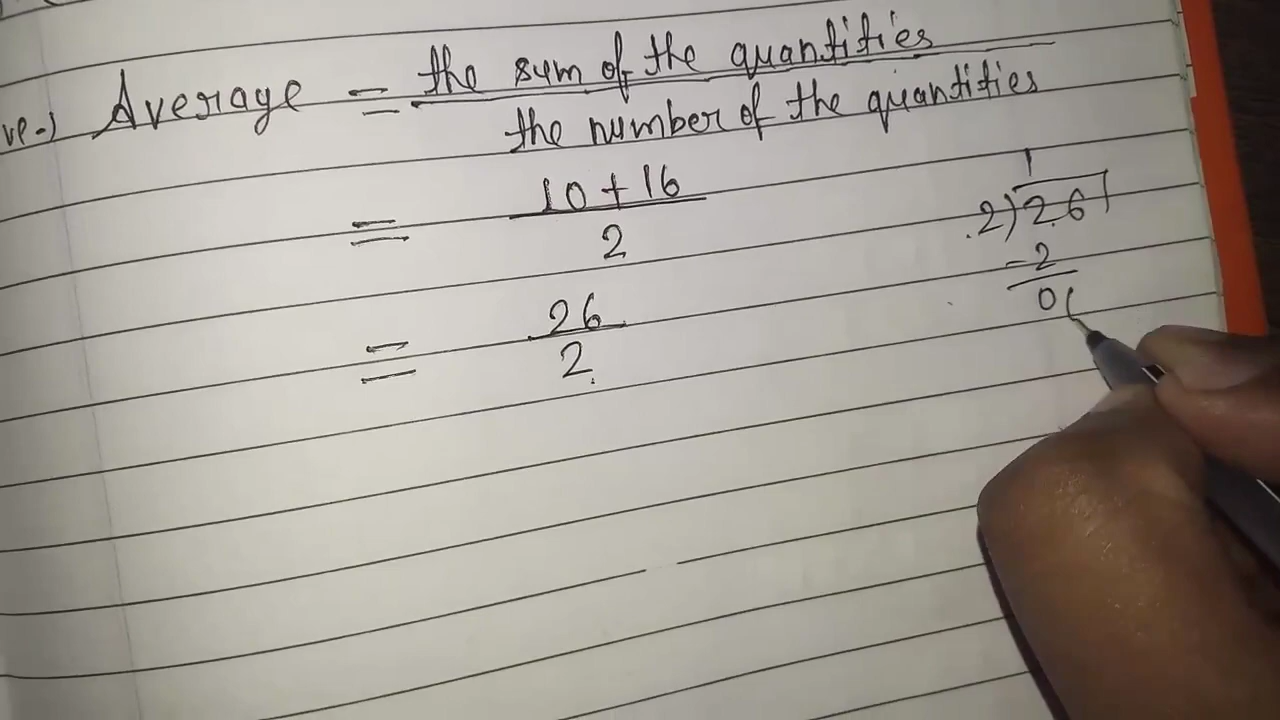 Average = the sum of the quantities
the number of the quantities
= 10 + 16
2
= 26
2
1
2) 26
- 2
0